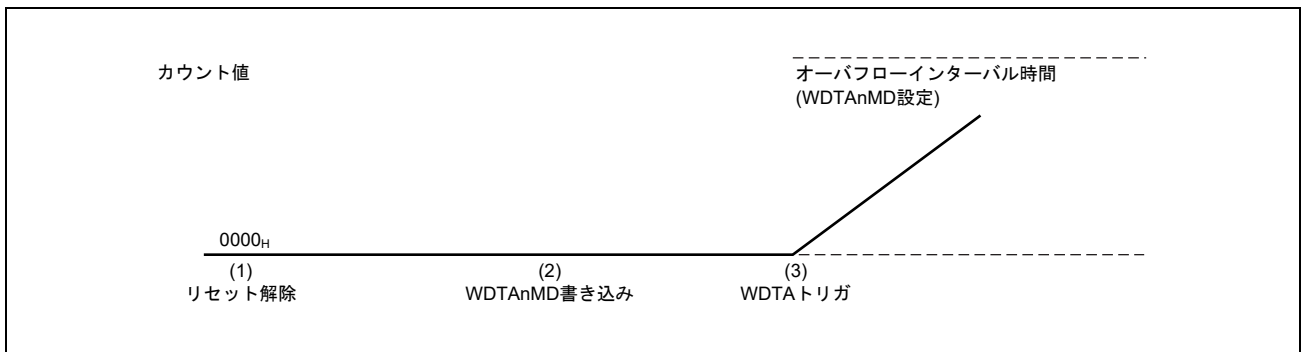 カウント値
オーバフローインターバル時間
(WDTAnMD設定)
0000H
(1)
リセット解除
(2)
WDTAnMD書き込み
(3)
WDTAトリガ